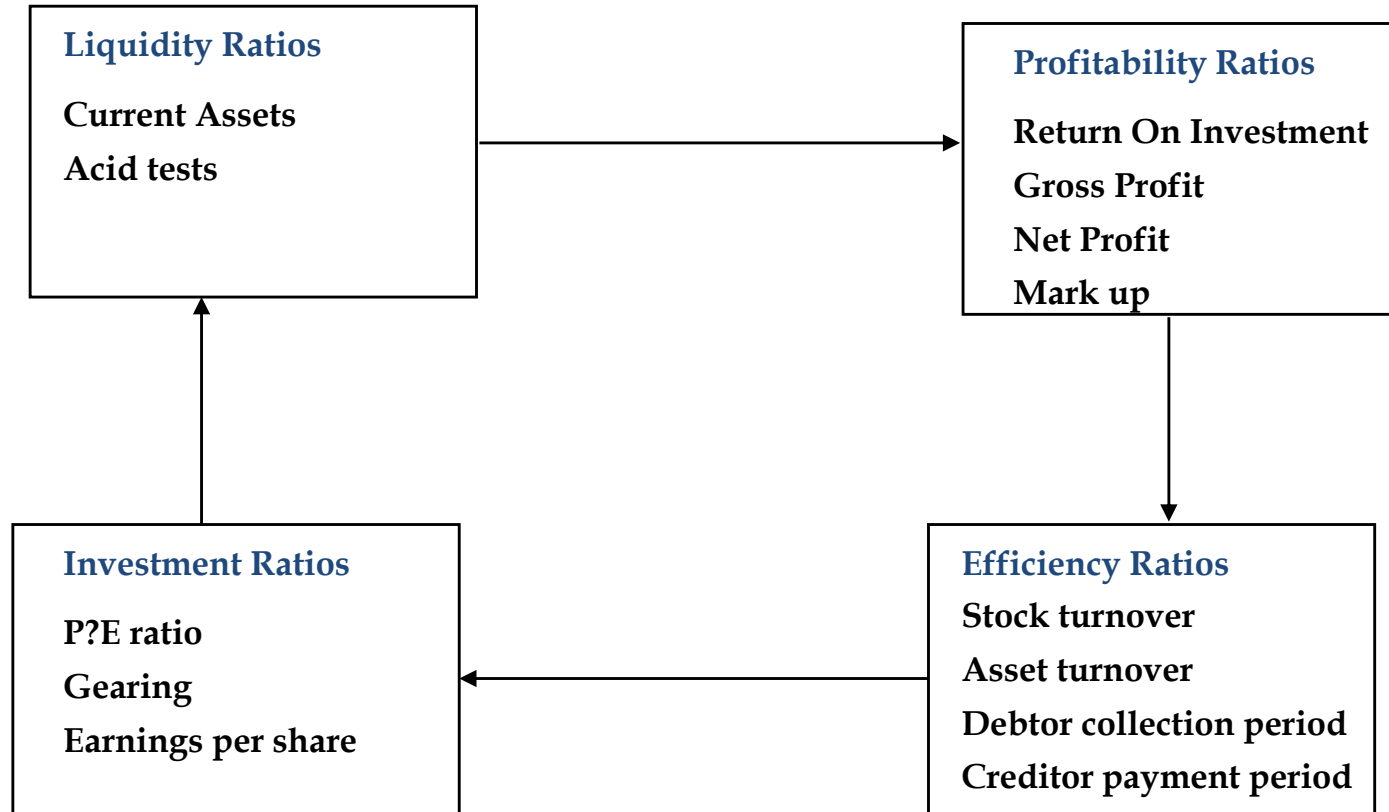 Liquidity Ratios
Current Assets
Acid tests
Profitability Ratios
Return On Investment
Gross Profit
Net Profit
Mark up
Investment Ratios
P?E ratio
Gearing
Earnings per share
Efficiency Ratios
Stock turnover
Asset turnover
Debtor collection period
Creditor payment period